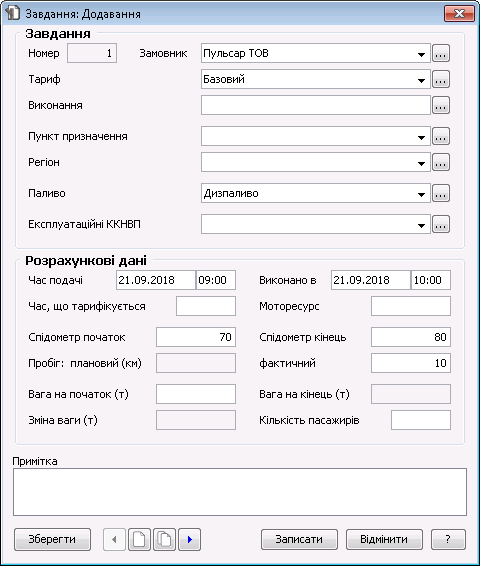 Завдання: Додавання
Завдання
Номер 1 Замовник Пульсар ТОВ ...
Тариф Базовий ...
Виконання ...
Пункт призначення ...
Регіон ...
Паливо Дизпаливо ...
Експлуатаційні ККНВП ...
Розрахункові дані
Час подачі 21.09.2018 09:00 Виконано в 21.09.2018 10:00
Час, що тарифікується Моторесурс
Спідометр початок 70 Спідометр кінець 80
Пробіг: плановий (км) фактичний 10
Вага на початок (т) Вага на кінець (т)
Зміна ваги (т) Кількість пасажирів
Примітка
Зберегти Записати Відмінити ?